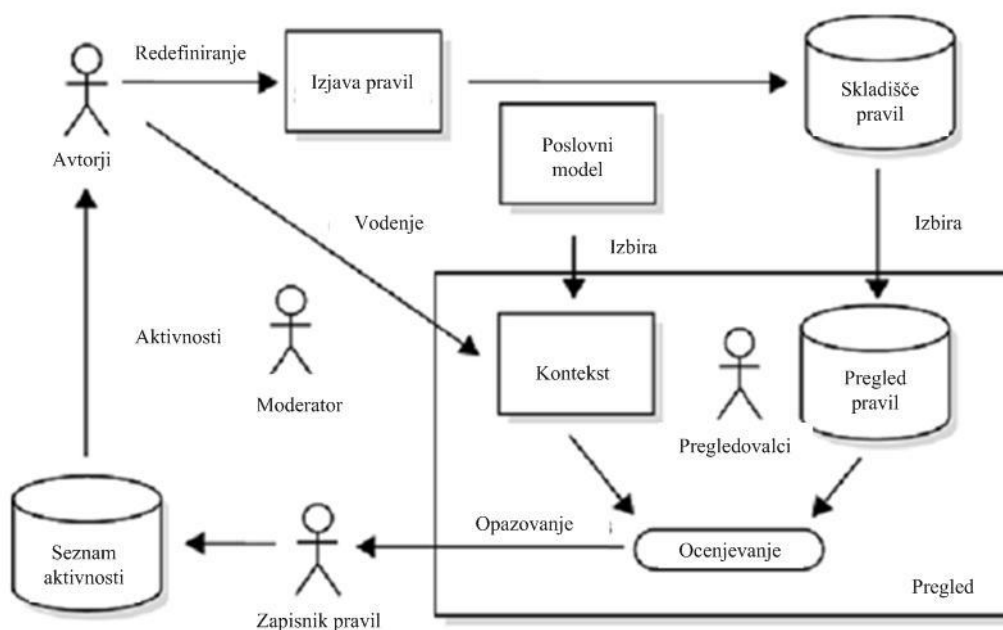 Redefiniranje
Izjava pravil
Skladišče
pravil
Avtorji
Poslovni
model
Vodenje
Izbira
Izbira
Aktivnosti
Moderator
Kontekst
Pregled
pravil
Pregledovalci
Opazovanje
Ocenjevanje
Seznam
aktivnosti
Zapisnik pravil
Pregled